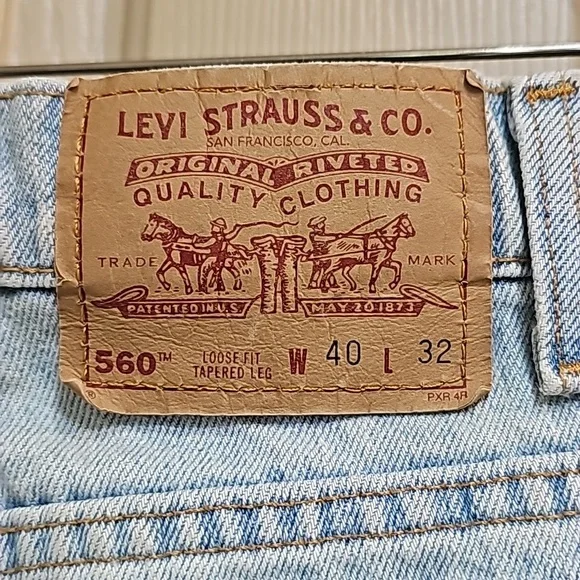 LEVI STRAUSS & CO.
SAN FRANCISCO, CAL.
ORIGINAL RIVETED
QUALITY CLOTHING
TRADE MARK
PATENTED IN U.S. MAY 20 1873
560™ LOOSE FIT TAPERED LEG W 40 L 32
® PXR 4R